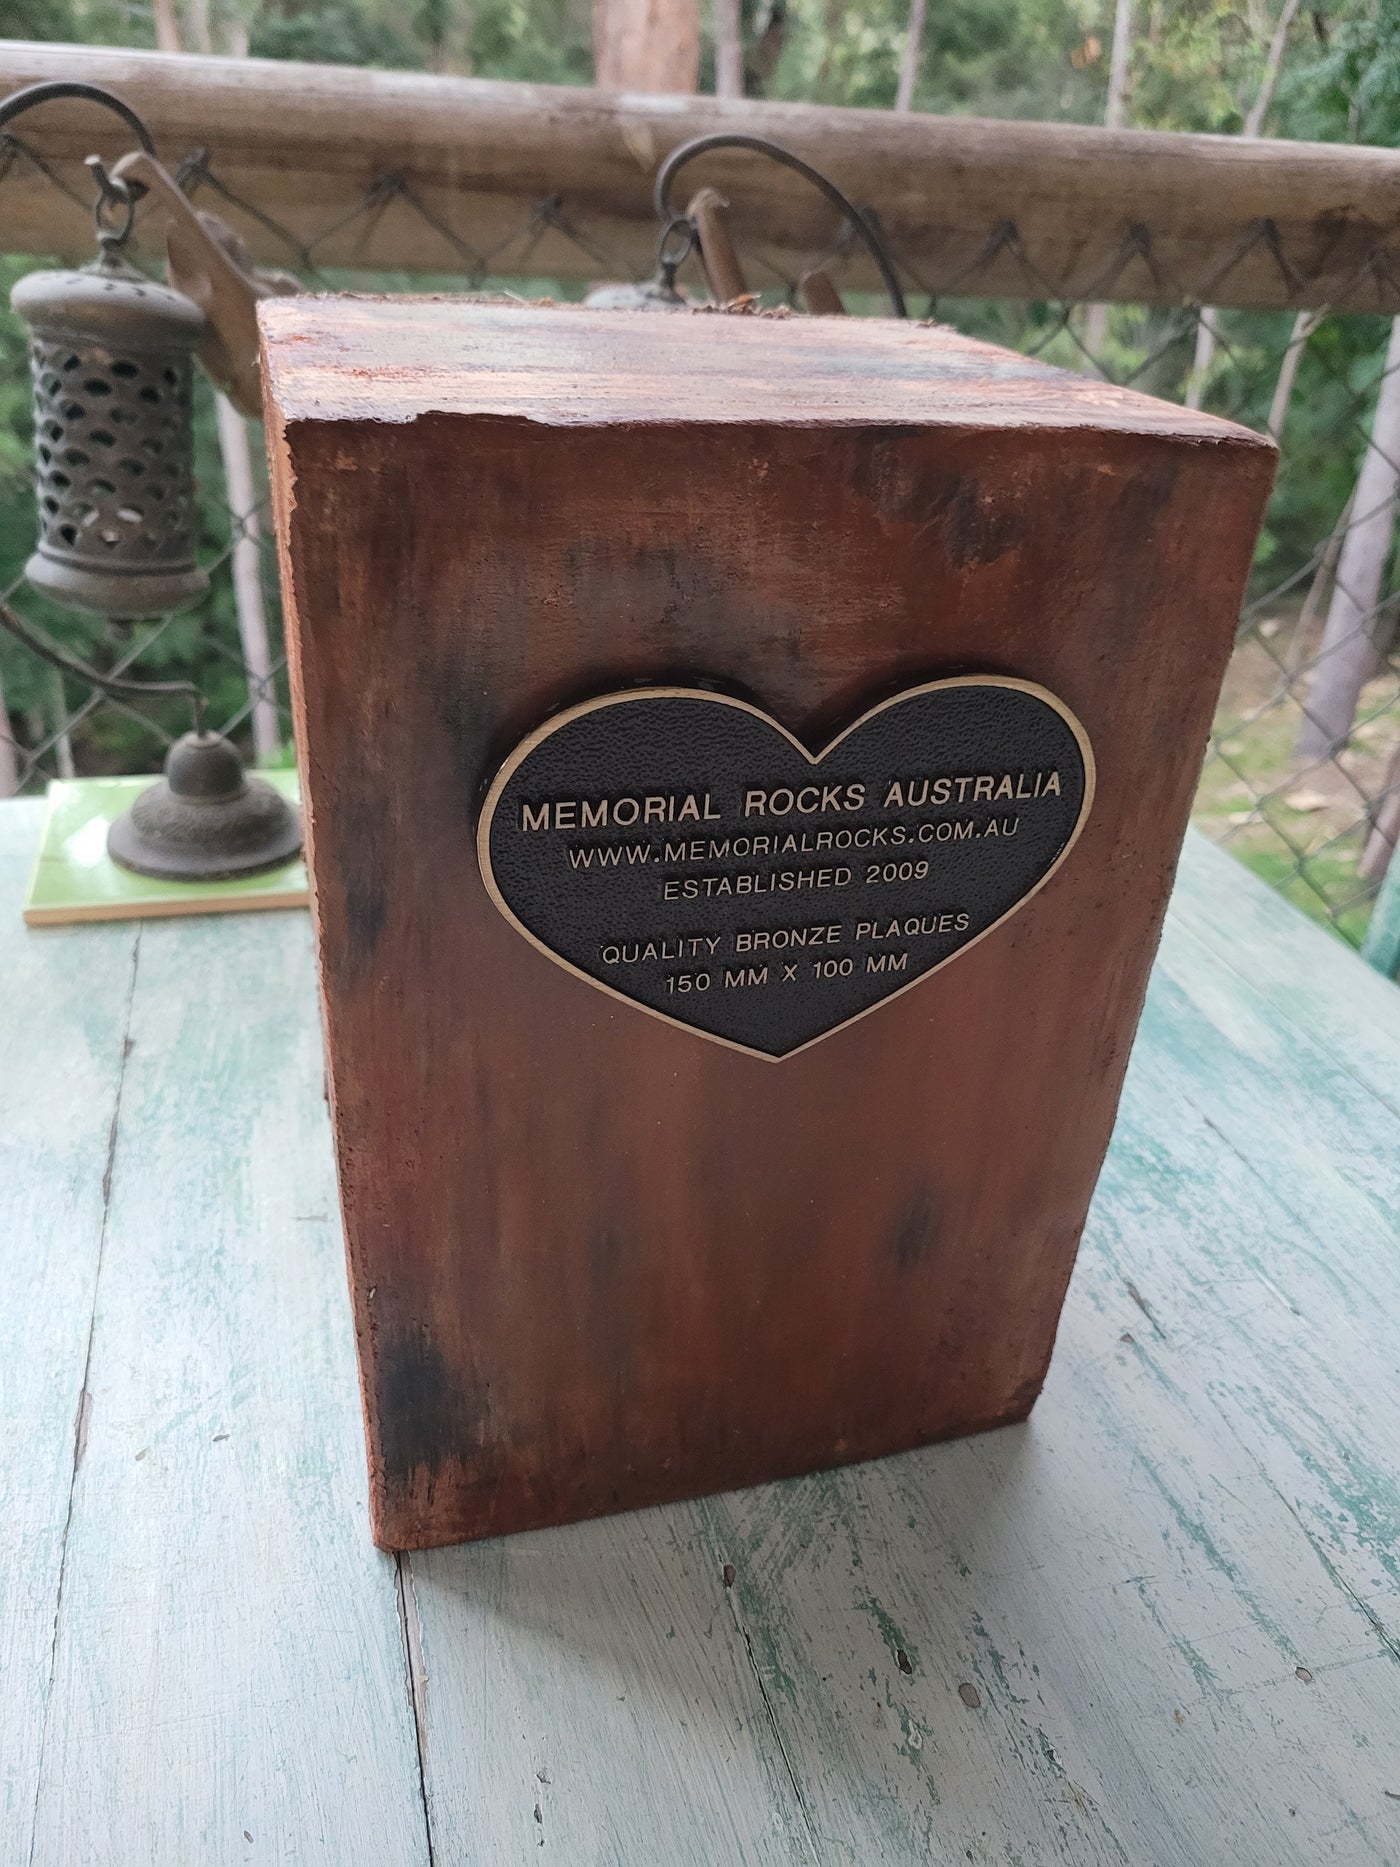 MEMORIAL ROCKS AUSTRALIA
WWW.MEMORIALROCKS.COM.AU
ESTABLISHED 2009
QUALITY BRONZE PLAQUES
150 MM X 100 MM